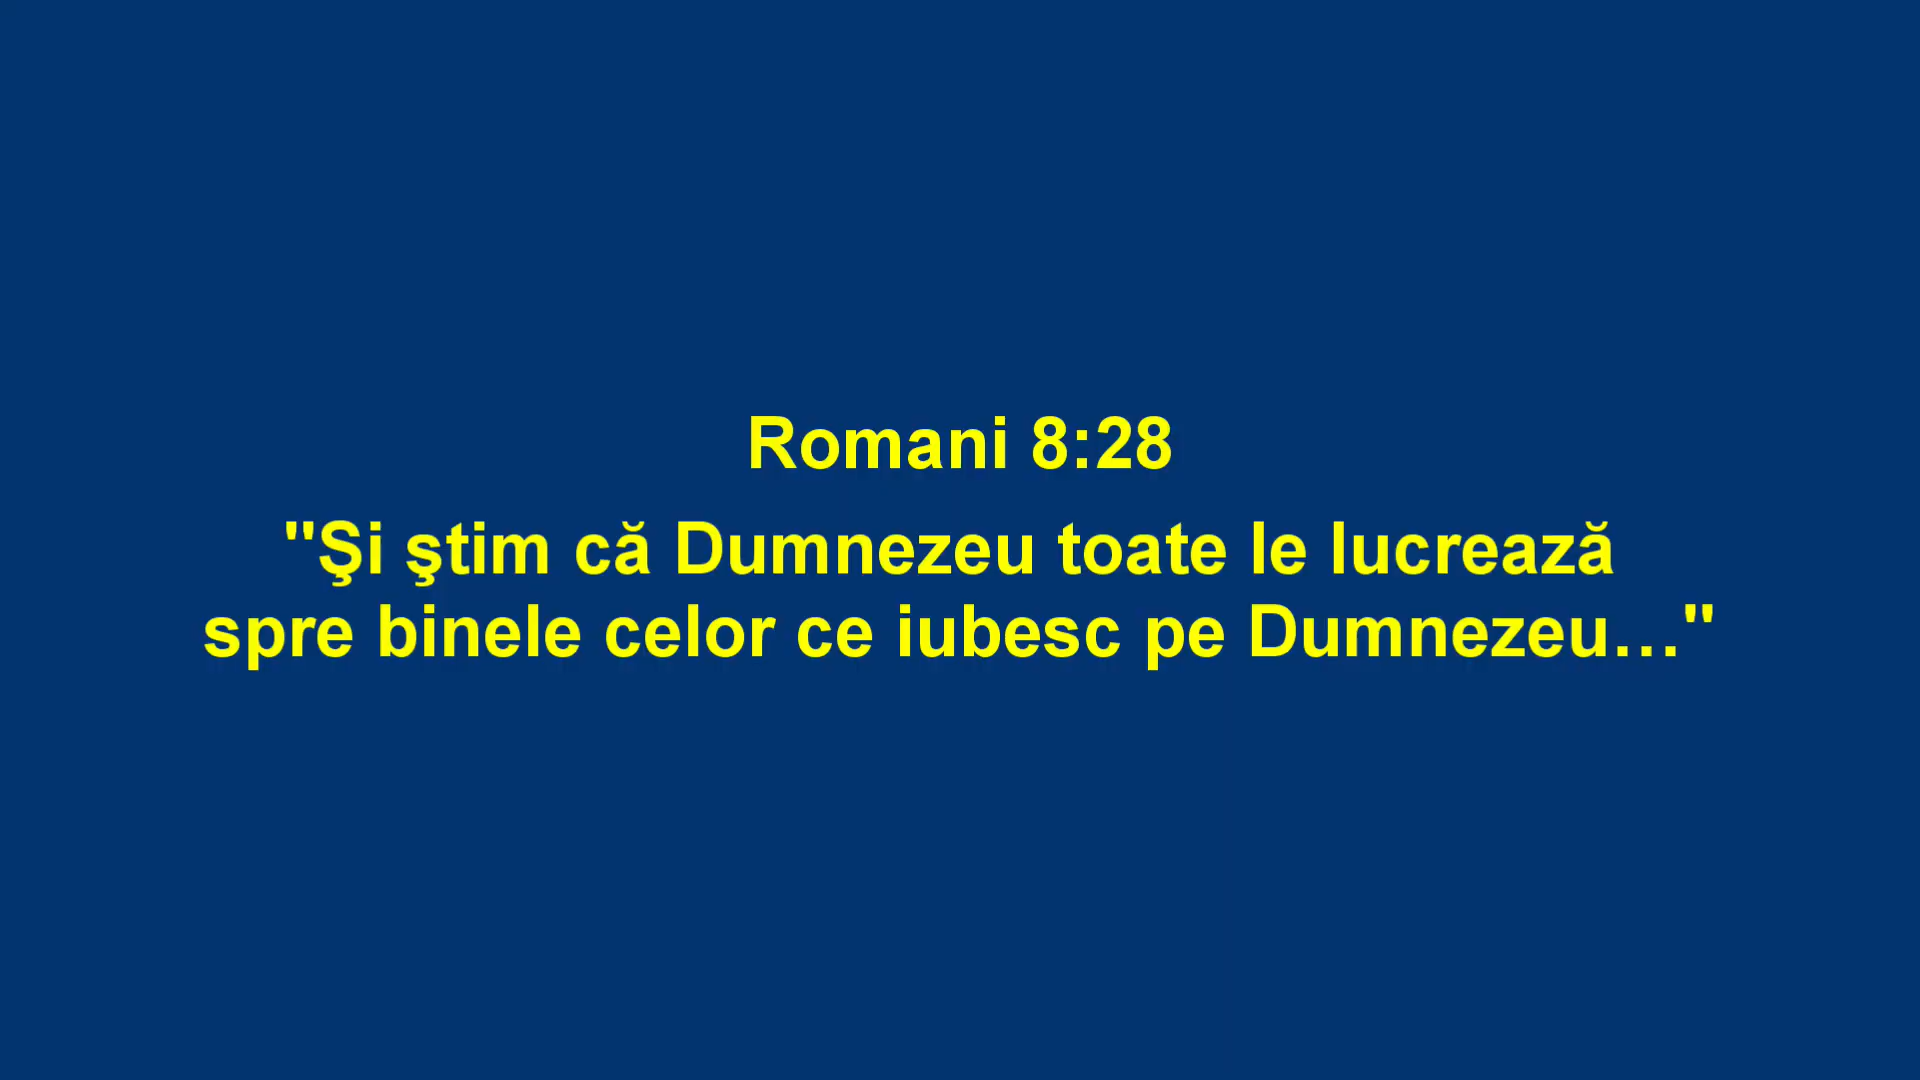 Romani 8:28
"Şi ştim că Dumnezeu toate le lucrează
spre binele celor ce iubesc pe Dumnezeu…"